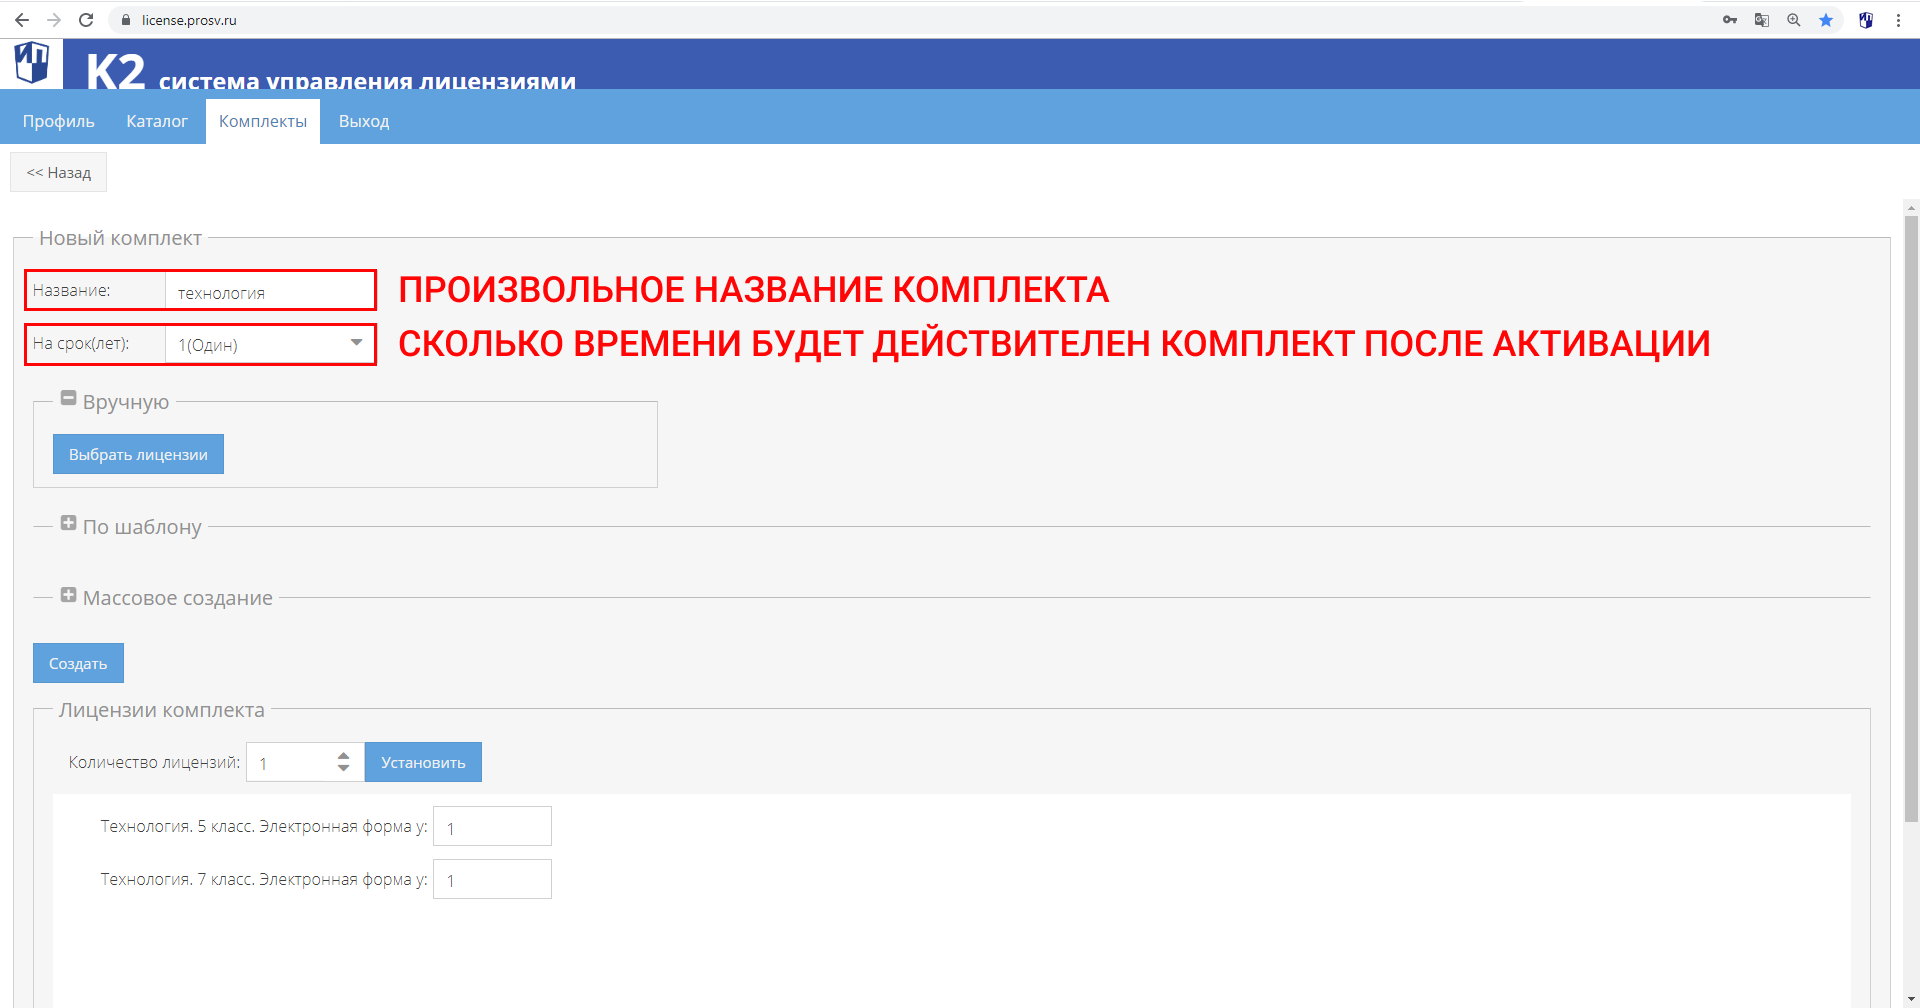 license.prosv.ru
ИП
К2 система управления лицензиями
Профиль Каталог Комплекты Выход
<< Назад
Новый комплект
Название: технология ПРОИЗВОЛЬНОЕ НАЗВАНИЕ КОМПЛЕКТА
На срок(лет): 1(Один) СКОЛЬКО ВРЕМЕНИ БУДЕТ ДЕЙСТВИТЕЛЕН КОМПЛЕКТ ПОСЛЕ АКТИВАЦИИ
Вручную
Выбрать лицензии
По шаблону
Массовое создание
Создать
Лицензии комплекта
Количество лицензий: 1 Установить
Технология. 5 класс. Электронная форма у: 1
Технология. 7 класс. Электронная форма у: 1